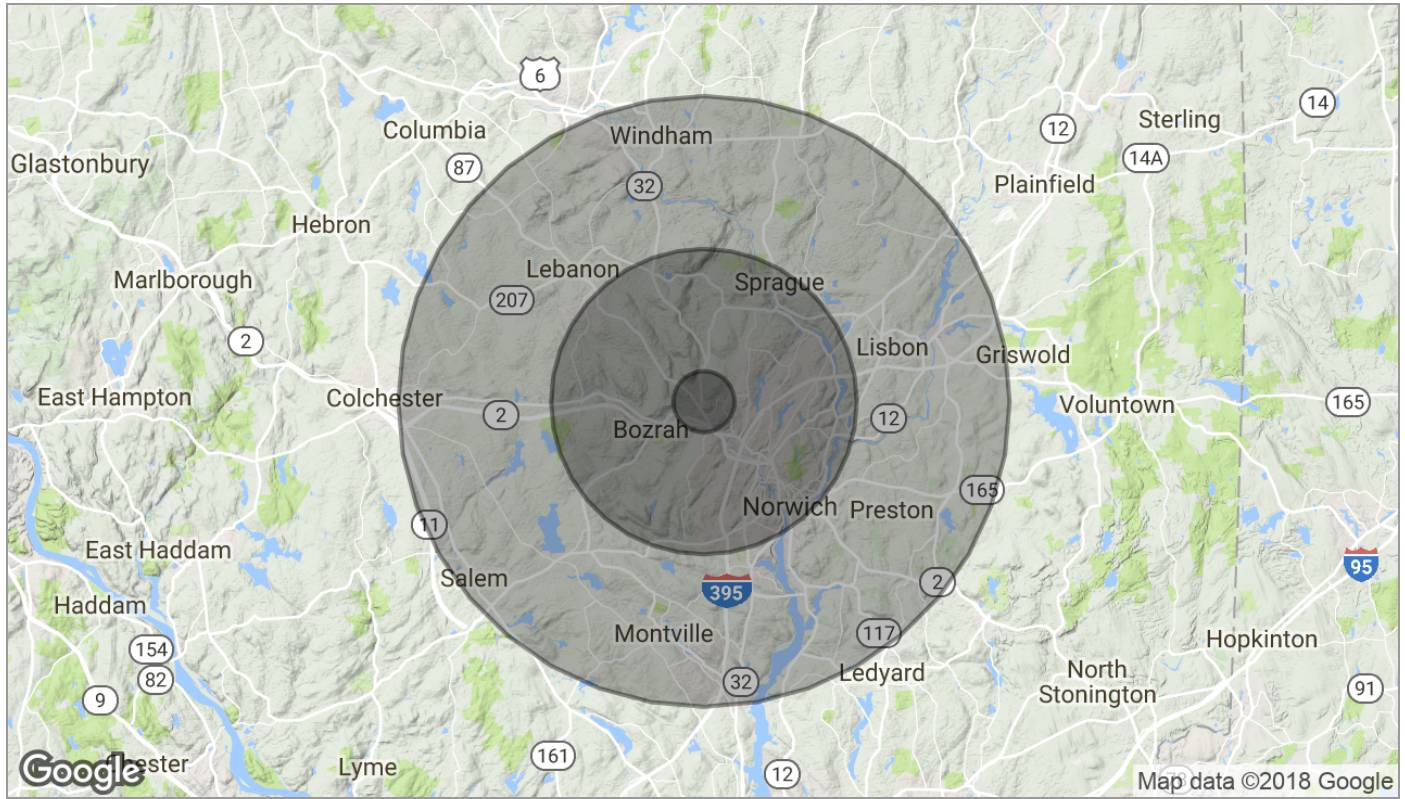 6
14
12
Sterling
Columbia
Windham
14A
Glastonbury
87
Plainfield
32
Hebron
Lebanon
Marlborough
Sprague
207
2
Lisbon
Griswold
East Hampton
Colchester
Voluntown
165
2
12
Bozrah
165
Norwich
Preston
11
East Haddam
95
Salem
2
395
Haddam
117
Montville
Hopkinton
154
Ledyard
North
Stonington
82
32
91
9
161
Lyme
12
Google
Map data ©2018 Google